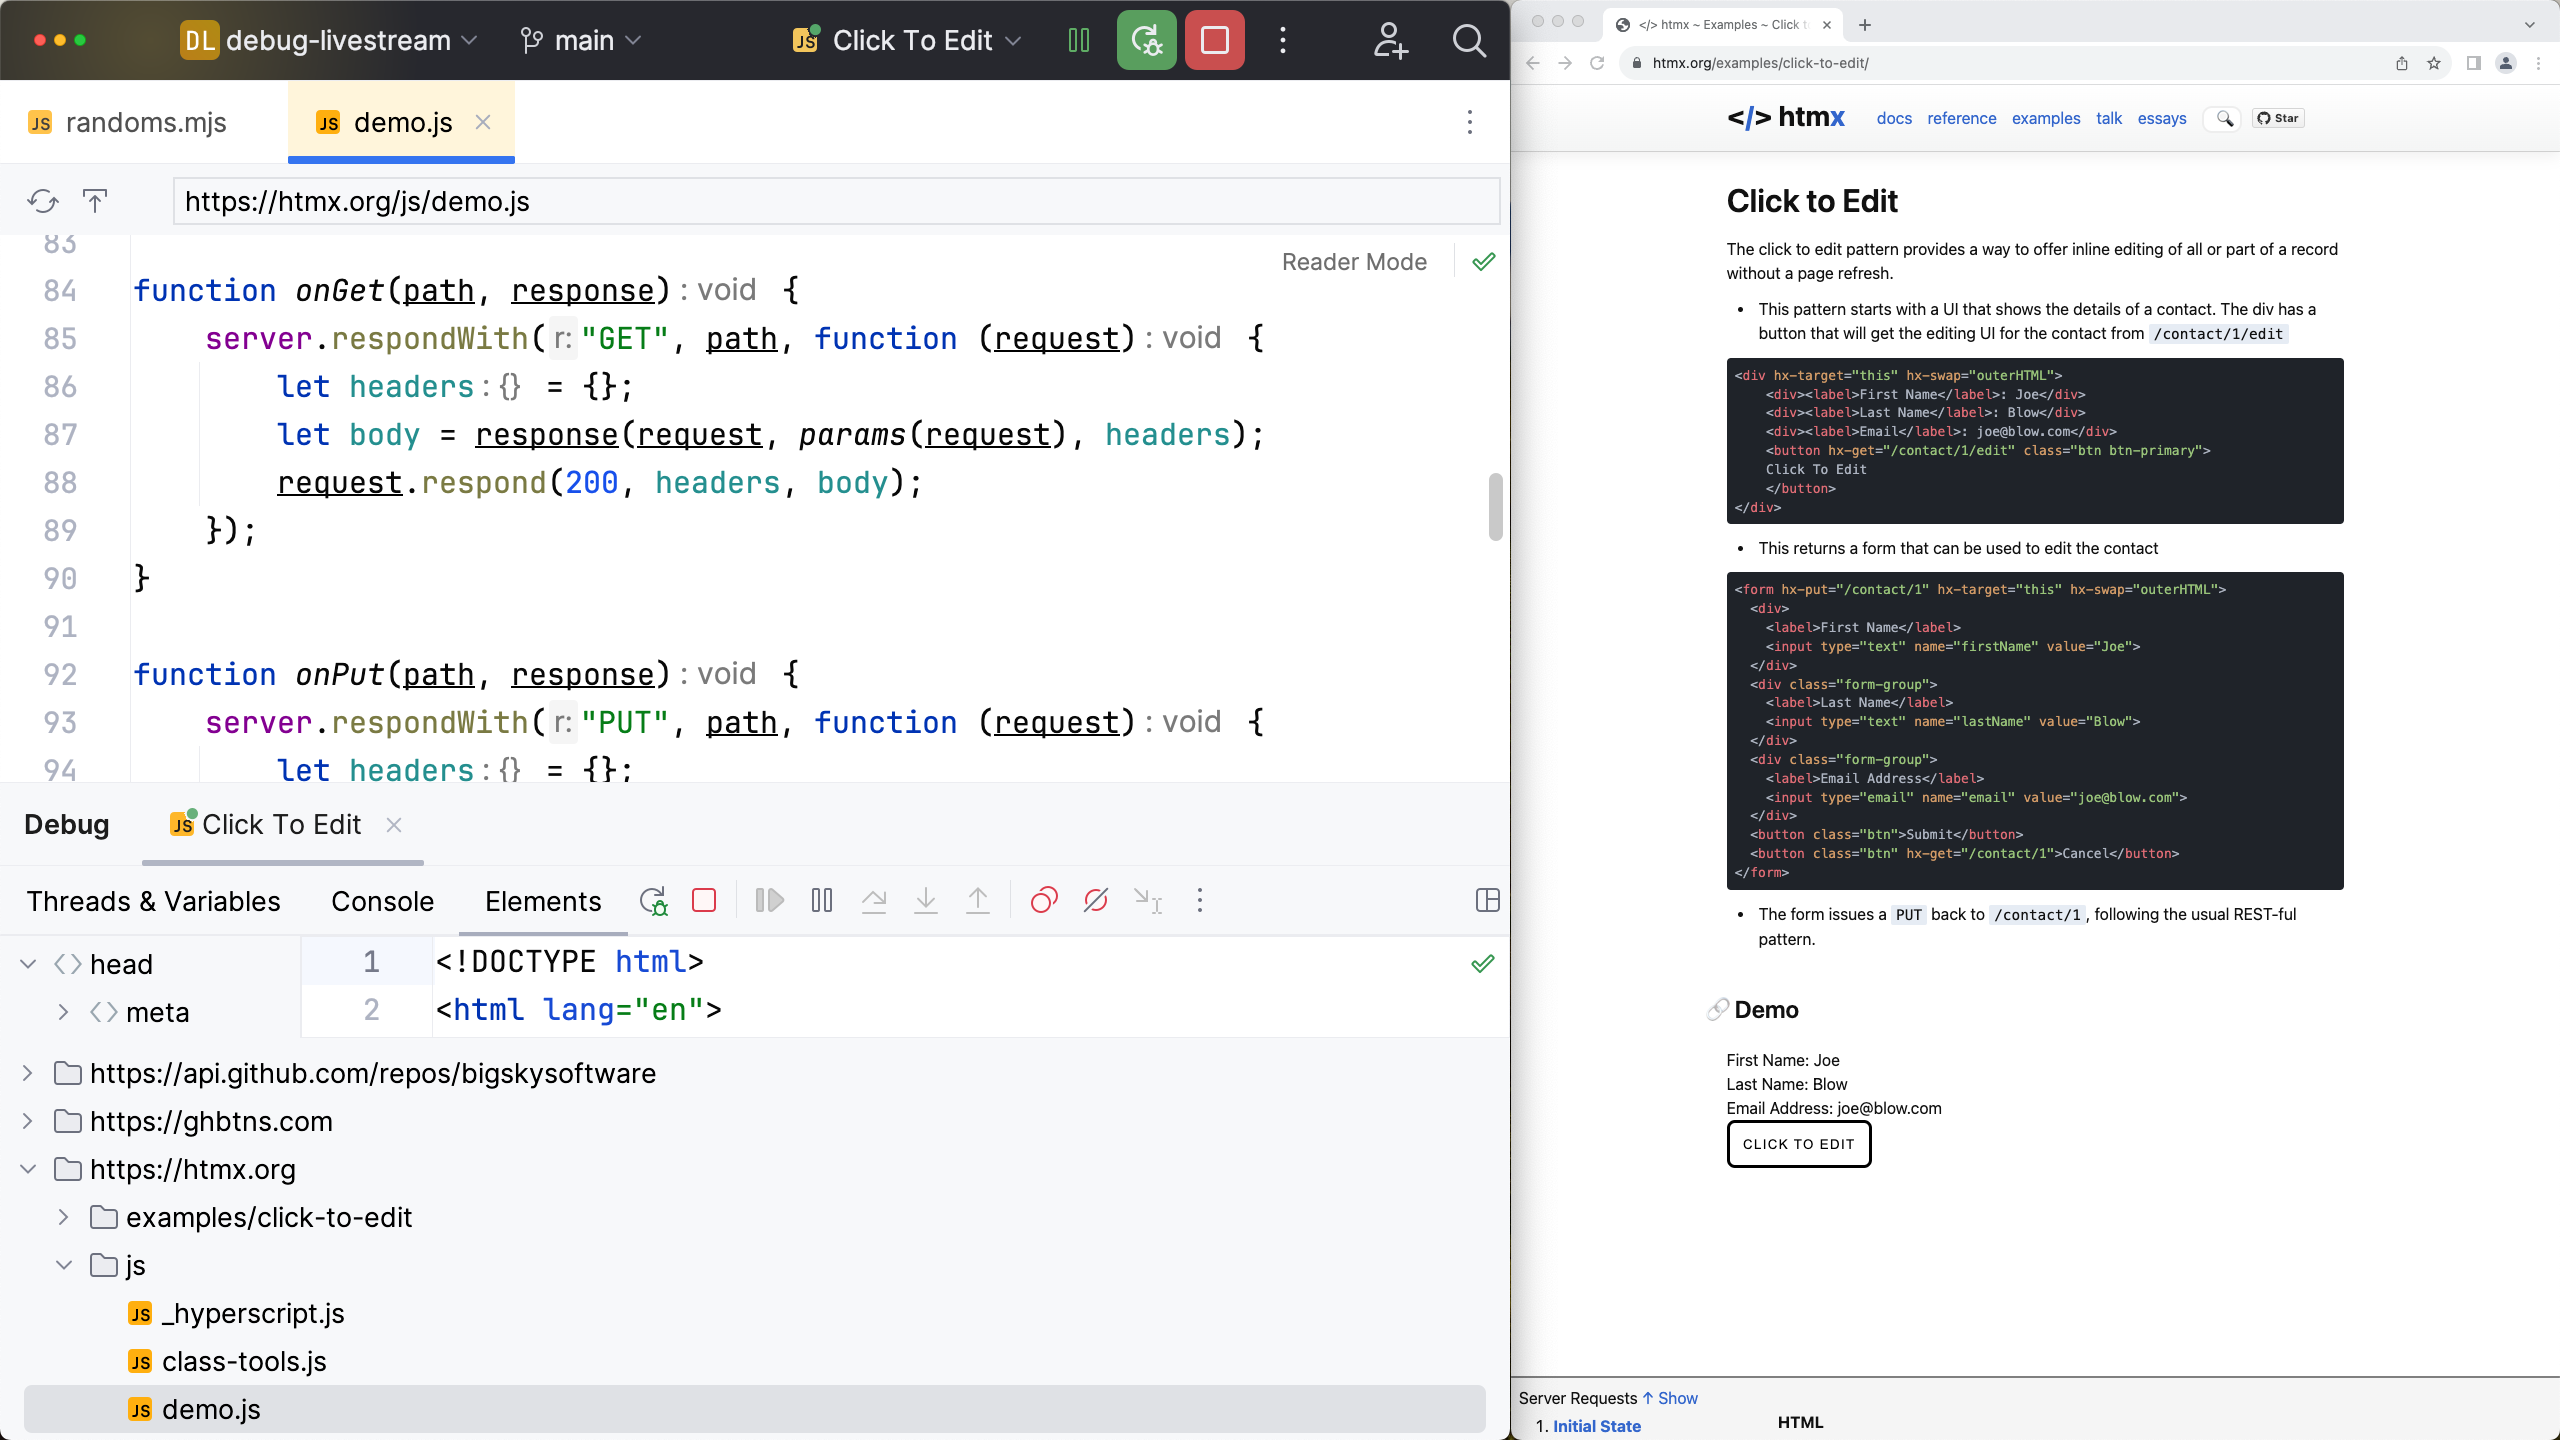 DL debug-livestream main JS Click To Edit
JS randoms.mjs JS demo.js
https://htmx.org/js/demo.js
Reader Mode
83
84 function onGet(path, response) : void {
85 server.respondWith( r: "GET", path, function (request) : void {
86 let headers : {} = {};
87 let body = response(request, params(request), headers);
88 request.respond(200, headers, body);
89 });
90 }
91
92 function onPut(path, response) : void {
93 server.respondWith( r: "PUT", path, function (request) : void {
94 let headers : {} = {};
Debug JS Click To Edit
Threads & Variables Console Elements
head
meta
1 <!DOCTYPE html>
2 <html lang="en">
https://api.github.com/repos/bigskysoftware
https://ghbtns.com
https://htmx.org
examples/click-to-edit
js
JS _hyperscript.js
JS class-tools.js
JS demo.js
</> htmx ~ Examples ~ Click t
htmx.org/examples/click-to-edit/
</> htmx docs reference examples talk essays Star
Click to Edit
The click to edit pattern provides a way to offer inline editing of all or part of a record
without a page refresh.
• This pattern starts with a UI that shows the details of a contact. The div has a
button that will get the editing UI for the contact from /contact/1/edit
<div hx-target="this" hx-swap="outerHTML">
<div><label>First Name</label>: Joe</div>
<div><label>Last Name</label>: Blow</div>
<div><label>Email</label>: joe@blow.com</div>
<button hx-get="/contact/1/edit" class="btn btn-primary">
Click To Edit
</button>
</div>
• This returns a form that can be used to edit the contact
<form hx-put="/contact/1" hx-target="this" hx-swap="outerHTML">
<div>
<label>First Name</label>
<input type="text" name="firstName" value="Joe">
</div>
<div class="form-group">
<label>Last Name</label>
<input type="text" name="lastName" value="Blow">
</div>
<div class="form-group">
<label>Email Address</label>
<input type="email" name="email" value="joe@blow.com">
</div>
<button class="btn">Submit</button>
<button class="btn" hx-get="/contact/1">Cancel</button>
</form>
• The form issues a PUT back to /contact/1, following the usual REST-ful
pattern.
Demo
First Name: Joe
Last Name: Blow
Email Address: joe@blow.com
CLICK TO EDIT
Server Requests ↑ Show
1. Initial State
HTML